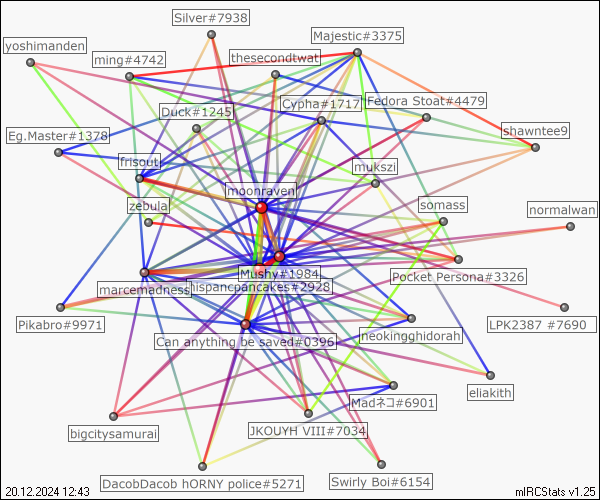 Silver#7938
Majestic#3375
yoshimanden
ming#4742
thesecondtwat
Cypha#1717
Fedora Stoat#4479
Duck#1245
Eg.Master#1378
shawntee9
frisout
mukszi
moonraven
zebula
somass
normalwan
Mushy#1984
Pocket Persona#3326
marcemadness
hispancpancakes#2928
Pikabro#9971
LPK2387 #7690
Can anything be saved#0396
neokingghidorah
eliakith
Madネコ#6901
bigcitysamurai
JKOUYH VIII#7034
DacobDacob hORNY police#5271
Swirly Boi#6154
20.12.2024 12:43
mIRCStats v1.25